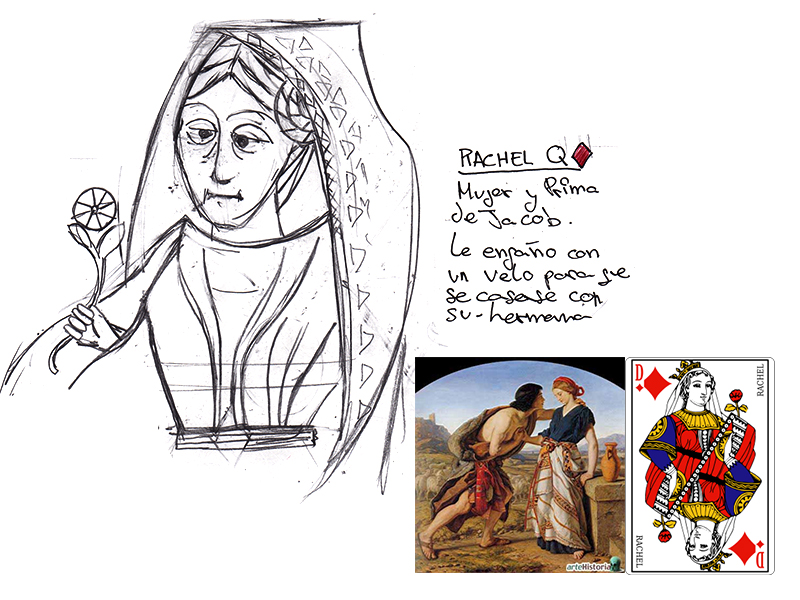 RACHEL Q
Mujer y Prima
de Jacob.
Le engaño con
un velo para que
se casase con
su-hermana
arteHistoria
D
RACHEL
RACHEL
D